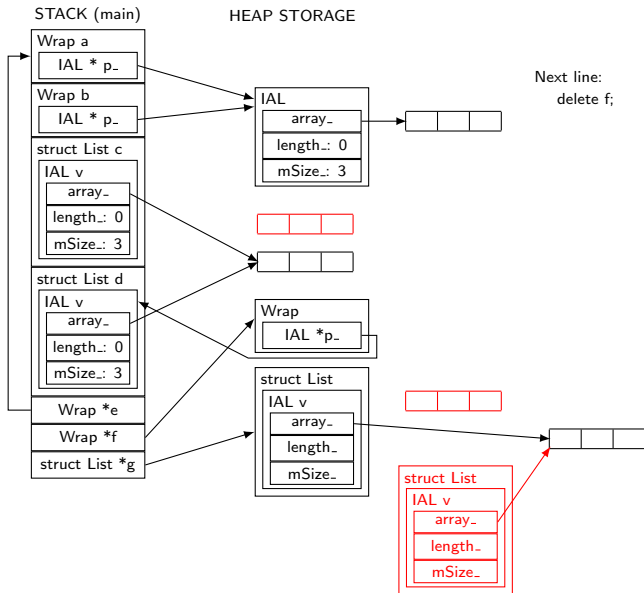 STACK (main)
HEAP STORAGE
Wrap a
IAL * p_
Wrap b
IAL * p_
struct List c
IAL v
array_
length_: 0
mSize_: 3
struct List d
IAL v
array_
length_: 0
mSize_: 3
Wrap *e
Wrap *f
struct List *g
IAL
array_
length_: 0
mSize_: 3
Wrap
IAL *p_
struct List
IAL v
array_
length_
mSize_
struct List
IAL v
array_
length_
mSize_
Next line:
delete f;